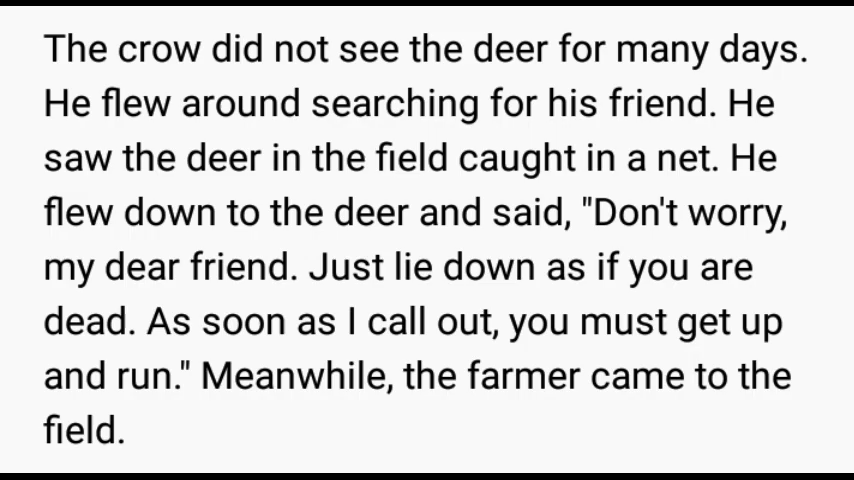 The crow did not see the deer for many days.
He flew around searching for his friend. He
saw the deer in the field caught in a net. He
flew down to the deer and said, "Don't worry,
my dear friend. Just lie down as if you are
dead. As soon as I call out, you must get up
and run." Meanwhile, the farmer came to the
field.